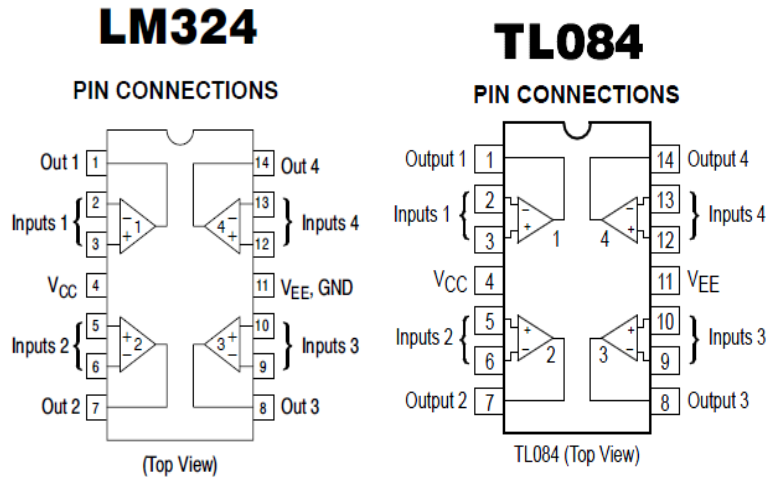 LM324
PIN CONNECTIONS
Out 1 1 14 Out 4
2 13
Inputs 1 { − + 1 4 − + } Inputs 4
3 12
VCC 4 11 VEE, GND
5 10
Inputs 2 { + − 2 3 + − } Inputs 3
6 9
Out 2 7 8 Out 3
(Top View)
TL084
PIN CONNECTIONS
Output 1 1 14 Output 4
2 13
Inputs 1 { − + 1 4 − + } Inputs 4
3 12
VCC 4 11 VEE
5 10
Inputs 2 { + − 2 3 + − } Inputs 3
6 9
Output 2 7 8 Output 3
TL084 (Top View)